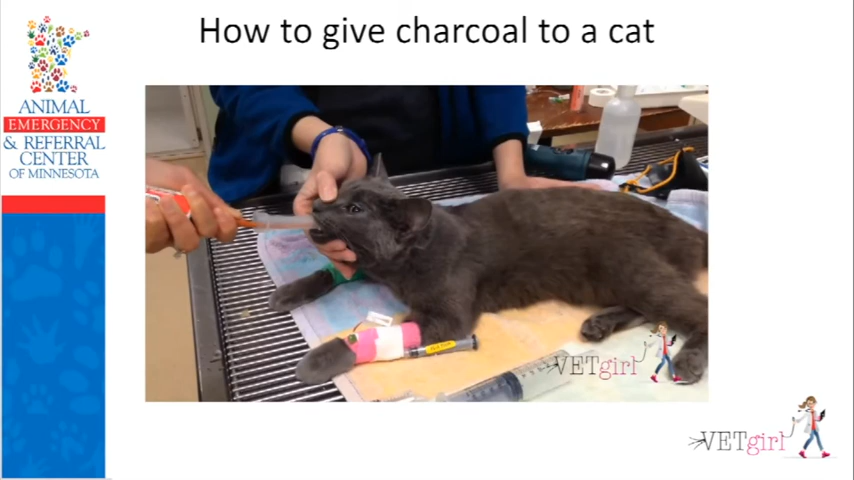 How to give charcoal to a cat
ANIMAL
EMERGENCY
& REFERRAL
CENTER
OF MINNESOTA
VETgirl
VETgirl